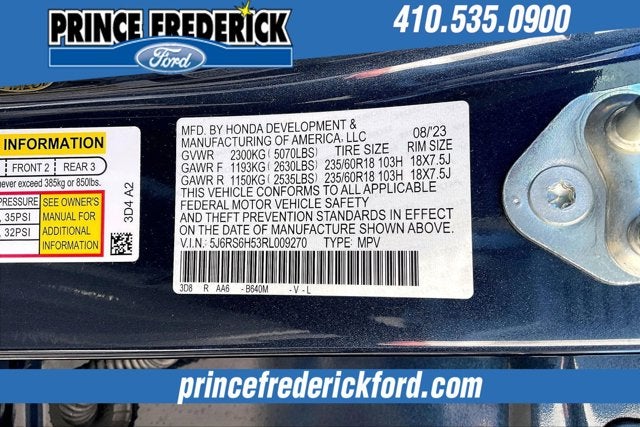 PRINCE FREDERICK
Ford
410.535.0900
INFORMATION
FRONT 2 REAR 3
never exceed 385kg or 850lbs.
PRESSURE
35PSI
32PSI
SEE OWNER'S
MANUAL FOR
ADDITIONAL
INFORMATION
3D4 A2
MFD. BY HONDA DEVELOPMENT & 08/'23
MANUFACTURING OF AMERICA, LLC
GVWR 2300KG (5070LBS) TIRE SIZE RIM SIZE
GAWR F 1193KG (2630LBS) 235/60R18 103H 18X7.5J
GAWR R 1150KG (2535LBS) 235/60R18 103H 18X7.5J
THIS VEHICLE CONFORMS TO ALL APPLICABLE
FEDERAL MOTOR VEHICLE SAFETY
AND THEFT PREVENTION STANDARDS IN EFFECT
ON THE DATE OF MANUFACTURE SHOWN ABOVE.
V.I.N.: 5J6RS6H53RL009270 TYPE: MPV
3D8 R AA6 -B640M -V-L
princefrederickford.com